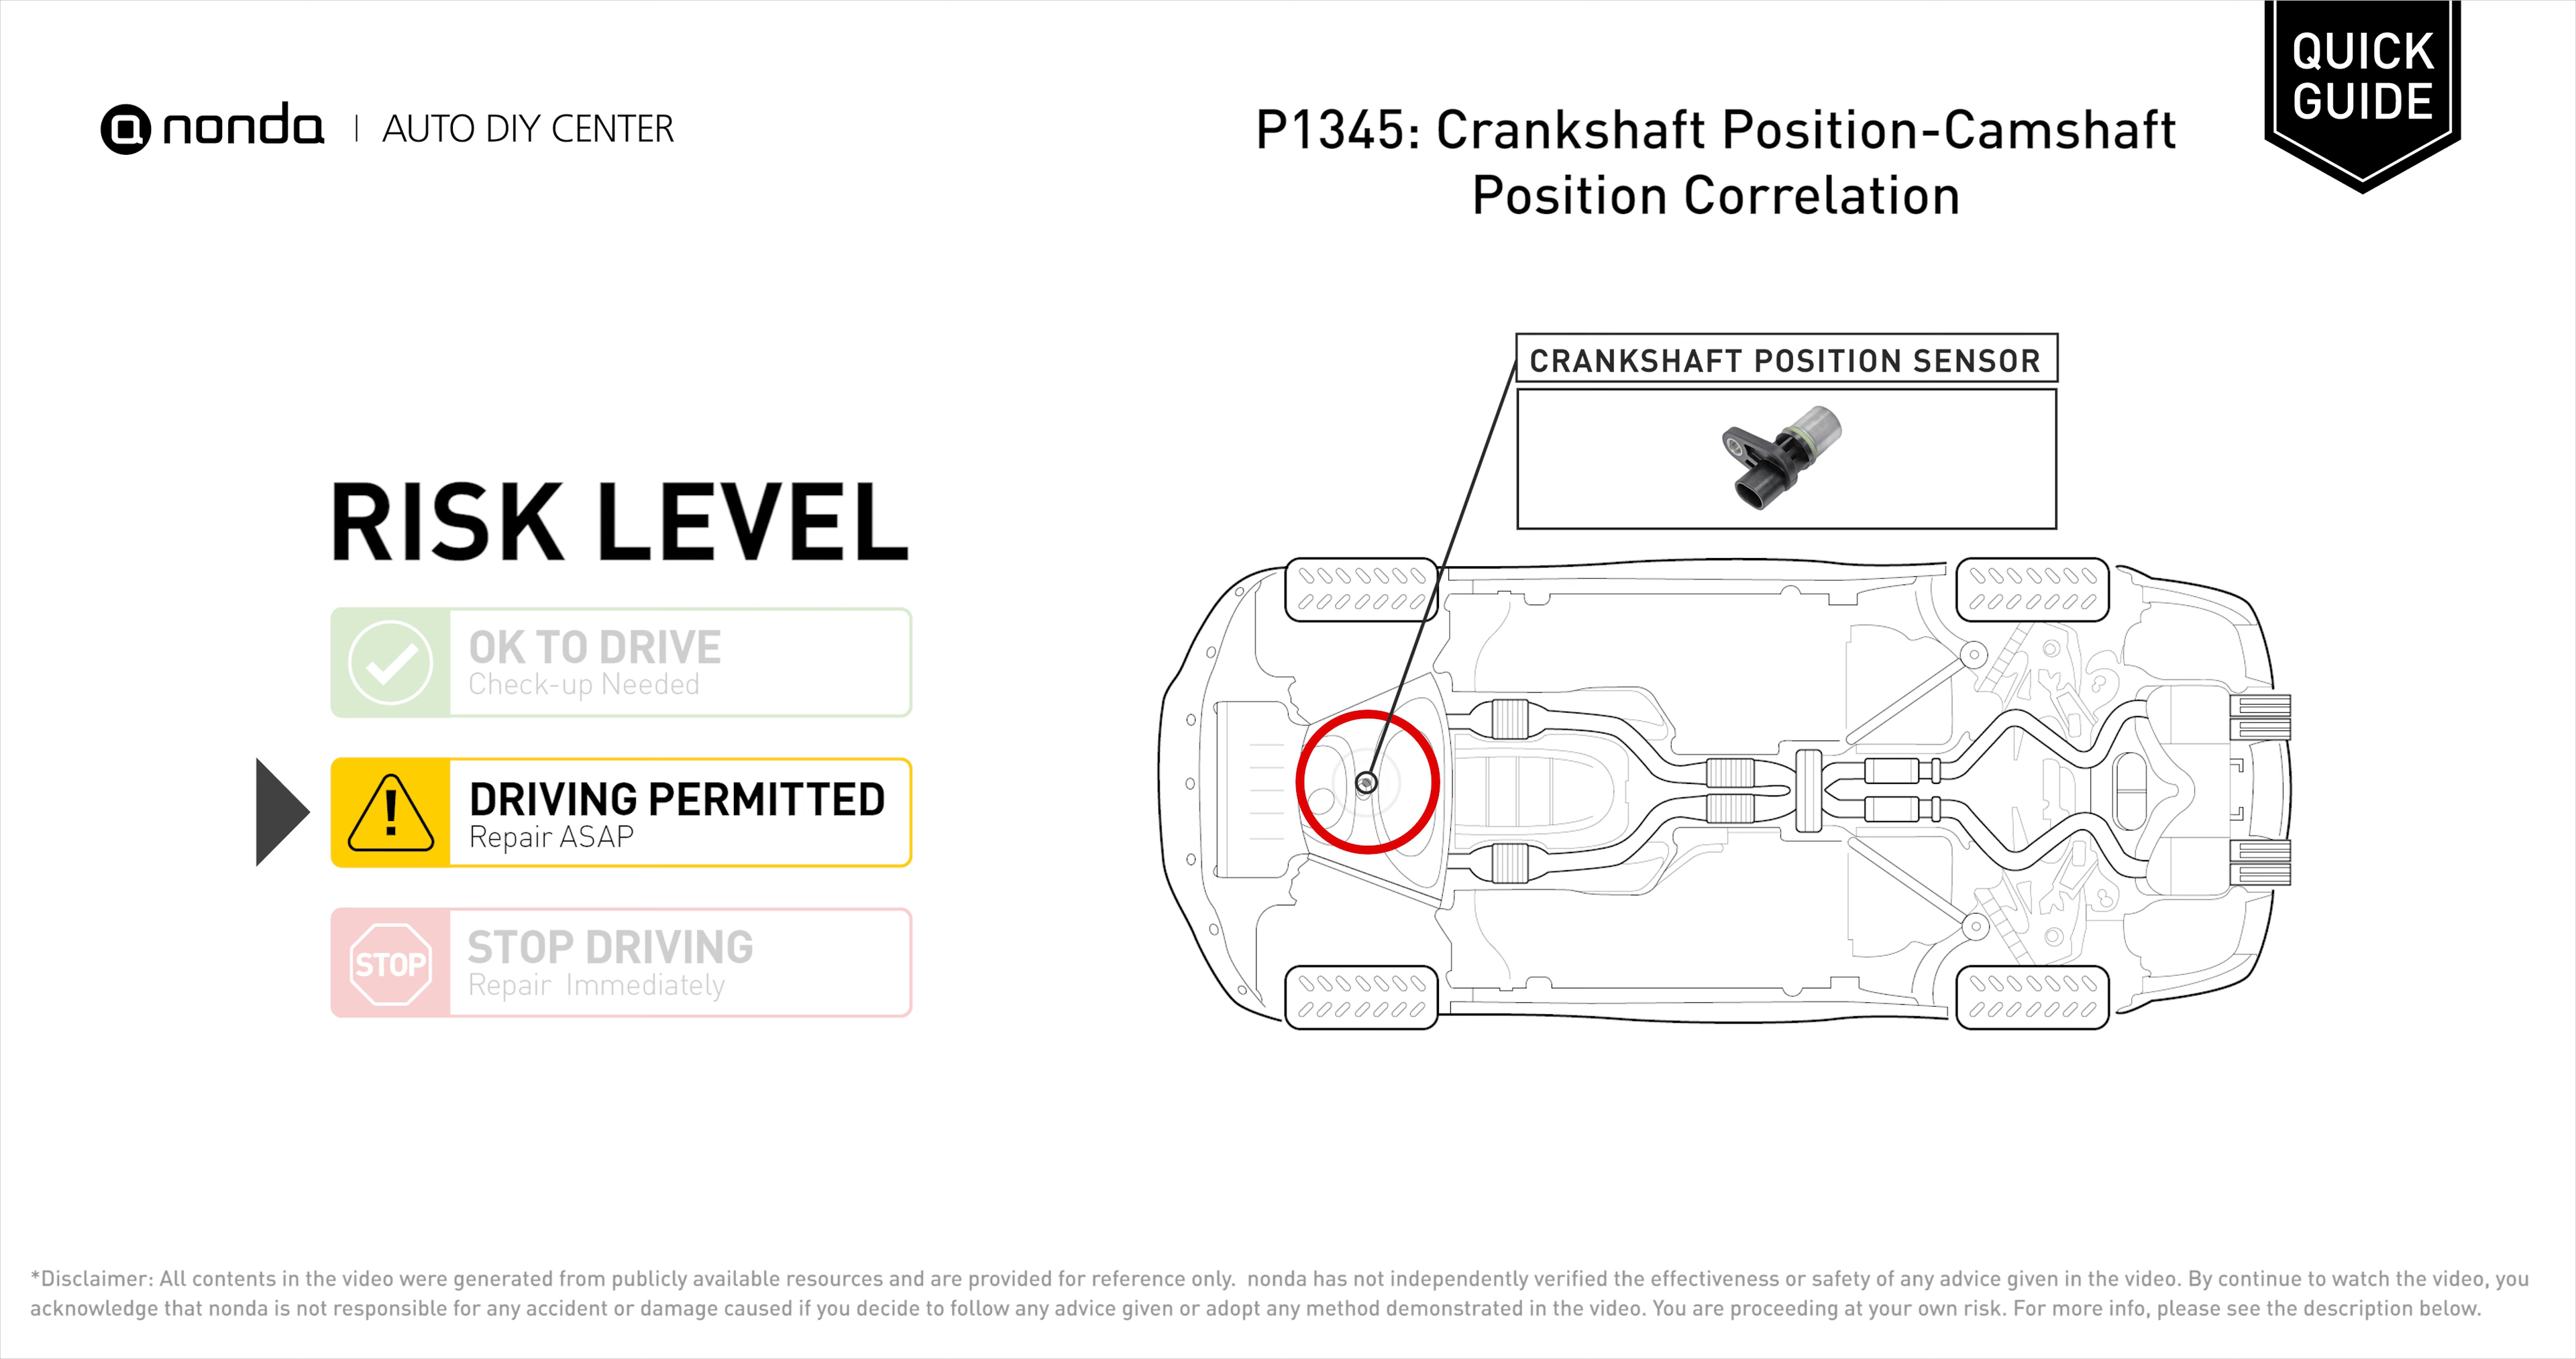 QUICK
GUIDE
nonda | AUTO DIY CENTER
P1345: Crankshaft Position-Camshaft
Position Correlation
CRANKSHAFT POSITION SENSOR
RISK LEVEL
OK TO DRIVE
Check-up Needed
! DRIVING PERMITTED
Repair ASAP
STOP
STOP DRIVING
Repair Immediately
*Disclaimer: All contents in the video were generated from publicly available resources and are provided for reference only. nonda has not independently verified the effectiveness or safety of any advice given in the video. By continue to watch the video, you
acknowledge that nonda is not responsible for any accident or damage caused if you decide to follow any advice given or adopt any method demonstrated in the video. You are proceeding at your own risk. For more info, please see the description below.